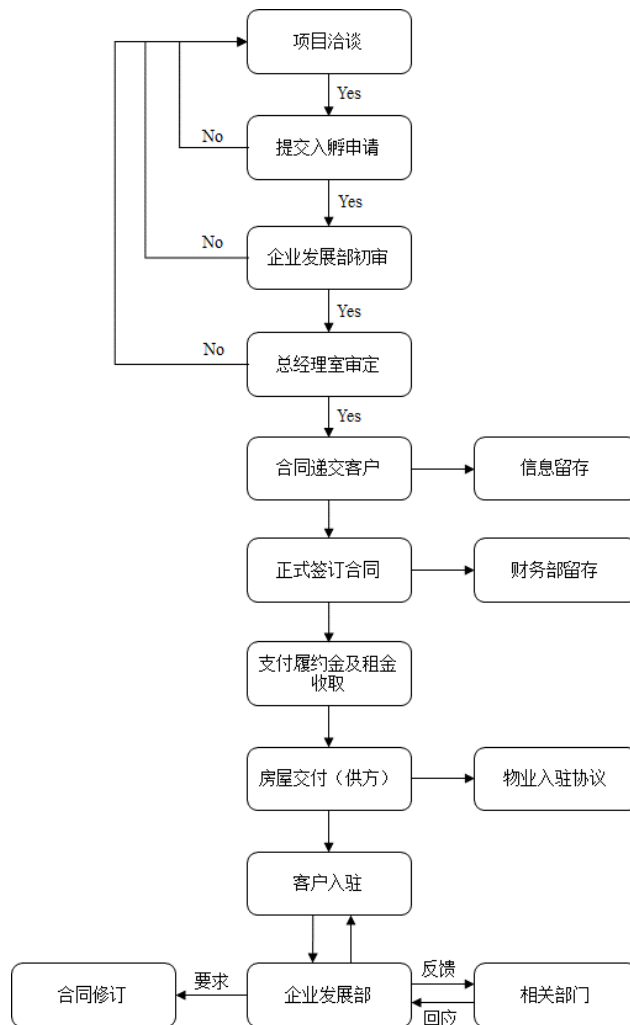 项目洽谈
Yes
No
提交入孵申请
Yes
No
企业发展部初审
Yes
No
总经理室审定
Yes
合同递交客户
信息留存
正式签订合同
财务部留存
支付履约金及租金
收取
房屋交付（供方）
物业入驻协议
客户入驻
合同修订
要求
企业发展部
反馈
回应
相关部门